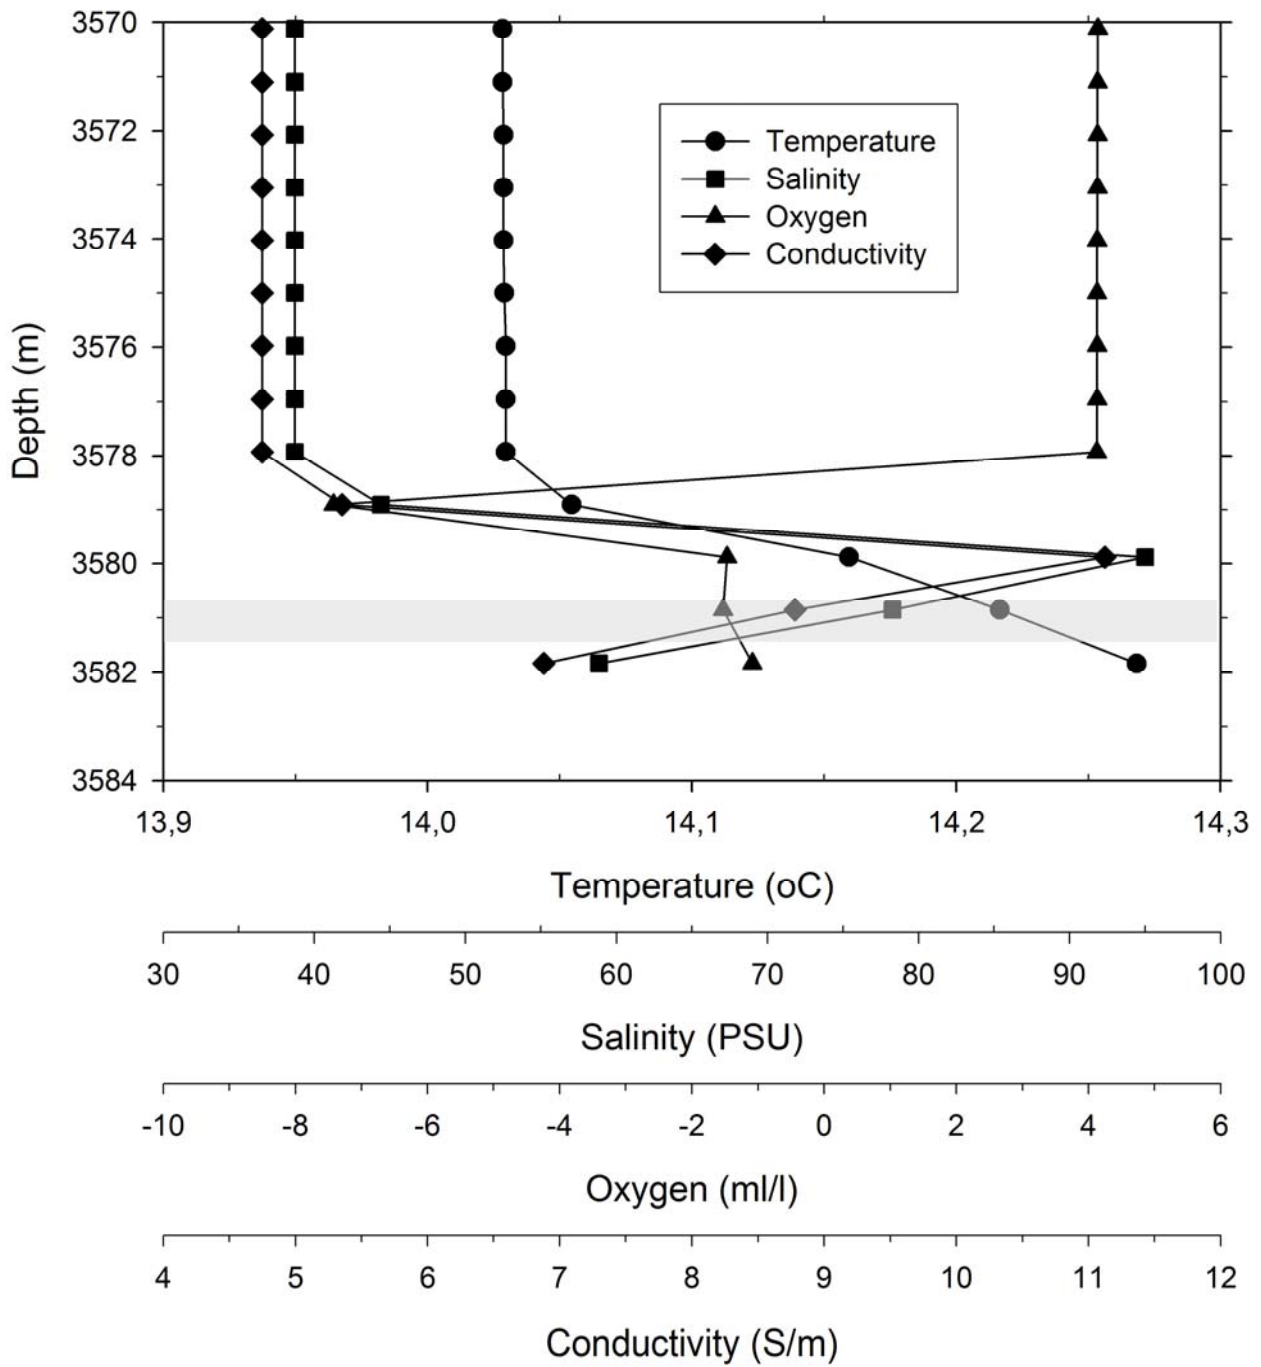 3570
3572
3574
3576
3578
3580
3582
3584
Depth (m)
Temperature
Salinity
Oxygen
Conductivity
13,9 14,0 14,1 14,2 14,3
Temperature (oC)
30 40 50 60 70 80 90 100
Salinity (PSU)
-10 -8 -6 -4 -2 0 2 4 6
Oxygen (ml/l)
4 5 6 7 8 9 10 11 12
Conductivity (S/m)